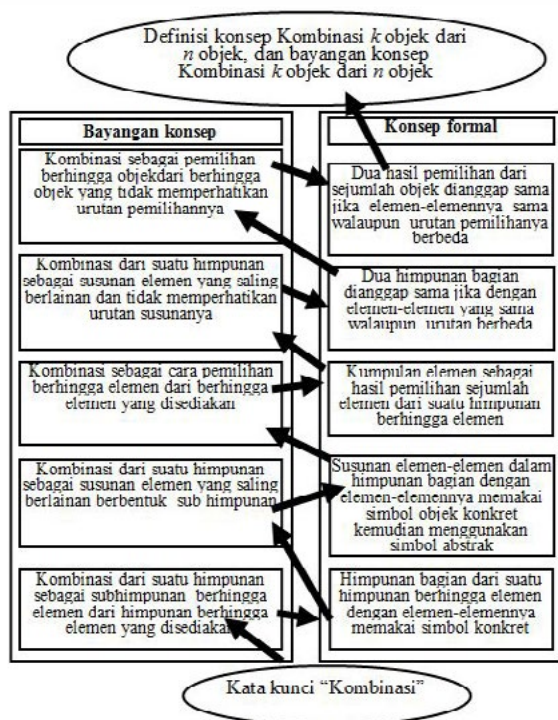 Definisi konsep Kombinasi k objek dari
n objek, dan bayangan konsep
Kombinasi k objek dari n objek
Bayangan konsep
Kombinasi sebagai pemilihan
berhingga objekdari berhingga
objek yang tidak memperhatikan
urutan pemilihannya
Kombinasi dari suatu himpunan
sebagai susunan elemen yang saling
berlainan dan tidak memperhatikan
urutan susunanya
Kombinasi sebagai cara pemilihan
berhingga elemen dari berhingga
elemen yang disediakan
Kombinasi dari suatu himpunan
sebagai susunan elemen yang saling
berlainan berbentuk sub himpunan
Kombinasi dari suatu himpunan
sebagai subhimpunan berhingga
elemen dari himpunan berhingga
elemen yang disediakan
Konsep formal
Dua hasil pemilihan dari
sejumlah objek dianggap sama
jika elemen-elemennya sama
walaupun urutan pemilihanya
berbeda
Dua himpunan bagian
dianggap sama jika dengan
elemen-elemen yang sama
walaupun urutan berbeda
Kumpulan elemen sebagai
hasil pemilihan sejumlah
elemen dari suatu himpunan
berhingga elemen
Susunan elemen-elemen dalam
himpunan bagian dengan
elemen-elemennya memakai
simbol objek konkret
kemudian menggunakan
simbol abstrak
Himpunan bagian dari suatu
himpunan berhingga elemen
dengan elemen-elemennya
memakai simbol konkret
Kata kunci “Kombinasi”